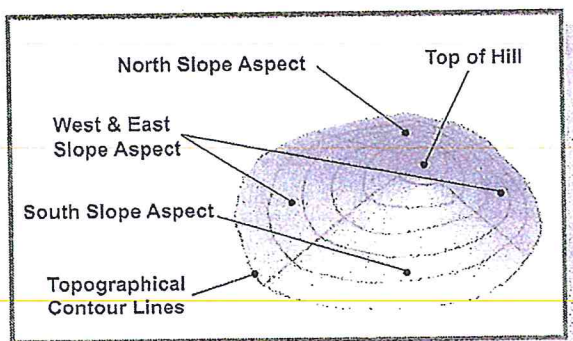 North Slope Aspect
Top of Hill
West & East
Slope Aspect
South Slope Aspect
Topographical
Contour Lines